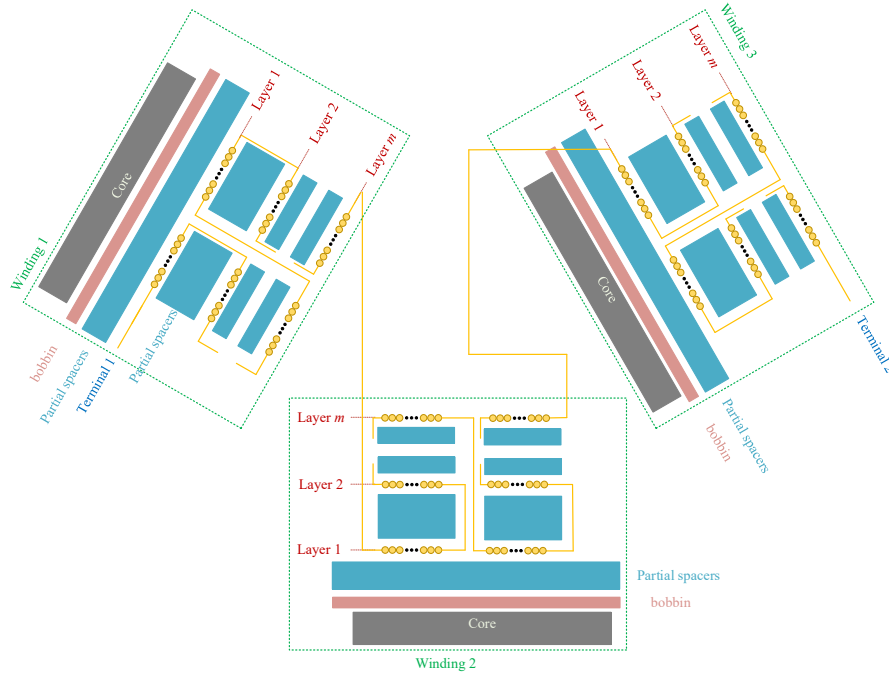 Winding 1
Core
bobbin
Partial spacers
Terminal 1
Partial spacers
Layer 1
Layer 2
Layer m
Winding 3
Layer 1
Layer 2
Layer m
Core
bobbin
Partial spacers
Terminal 2
Layer m
Layer 2
Layer 1
Partial spacers
bobbin
Core
Winding 2